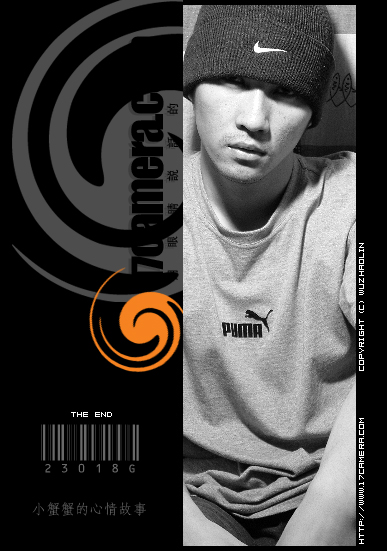 17camera.c
眼睛說話的
PUMA
THE END
23018G
小蟹蟹的心情故事
COPYRIGHT (C) WUZHAOLIN
HTTP://WWW.17CAMERA.COM